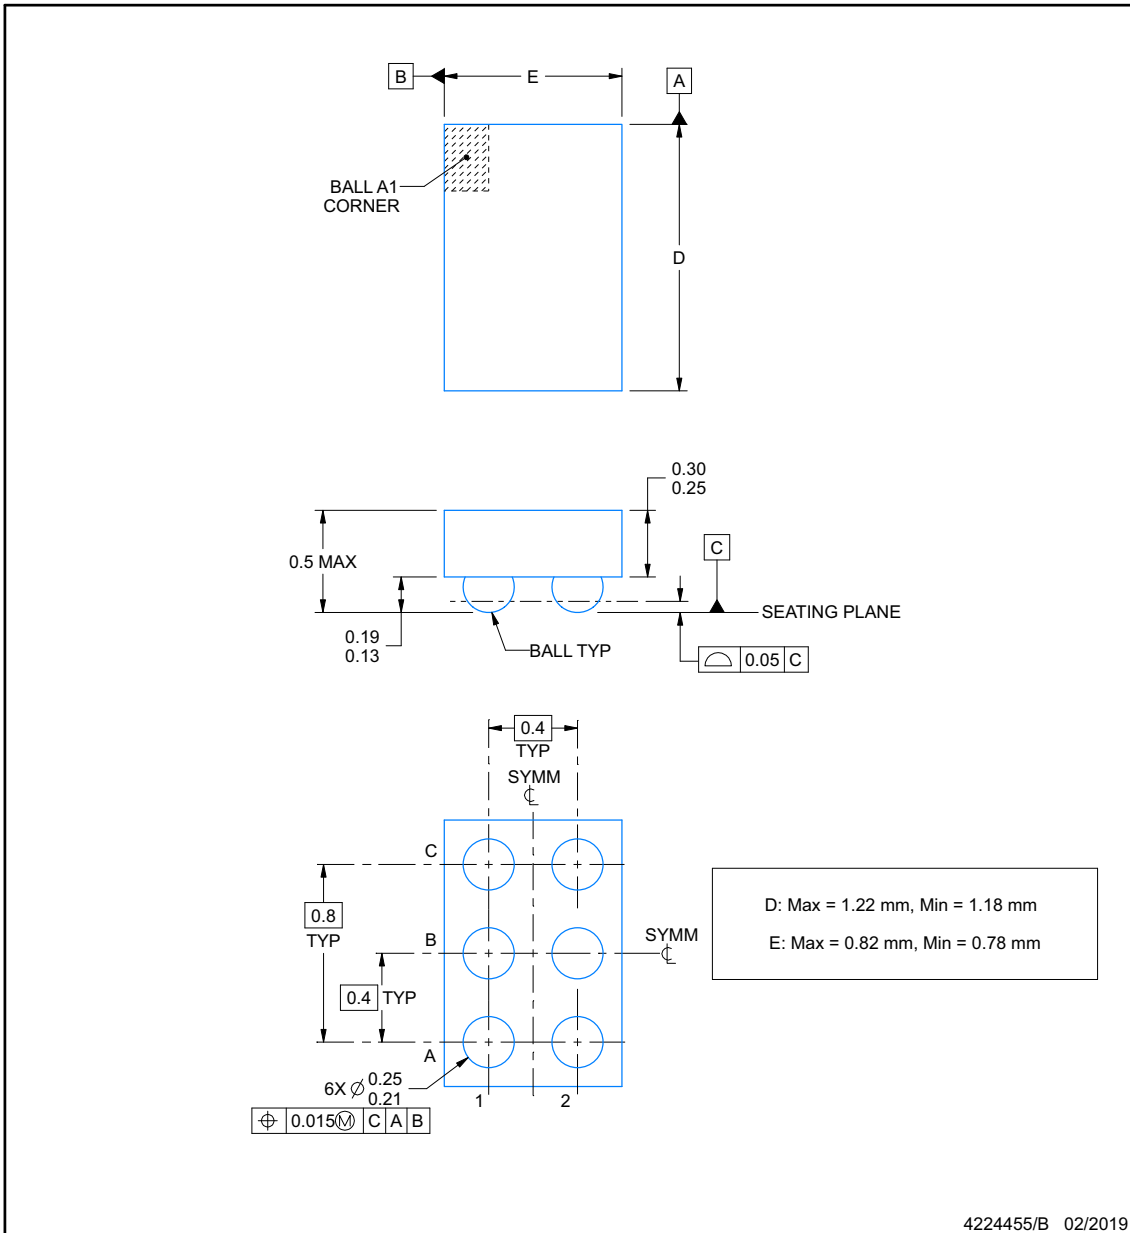 B
E
A
BALL A1
CORNER
D
0.30
0.25
C
0.5 MAX
SEATING PLANE
0.19
0.13
BALL TYP
0.05 C
0.4
TYP
SYMM
C
0.8
TYP
B
SYMM
0.4 TYP
A
6X Ø 0.25
0.21
1 2
0.015Ⓜ C A B
D: Max = 1.22 mm, Min = 1.18 mm
E: Max = 0.82 mm, Min = 0.78 mm
4224455/B 02/2019